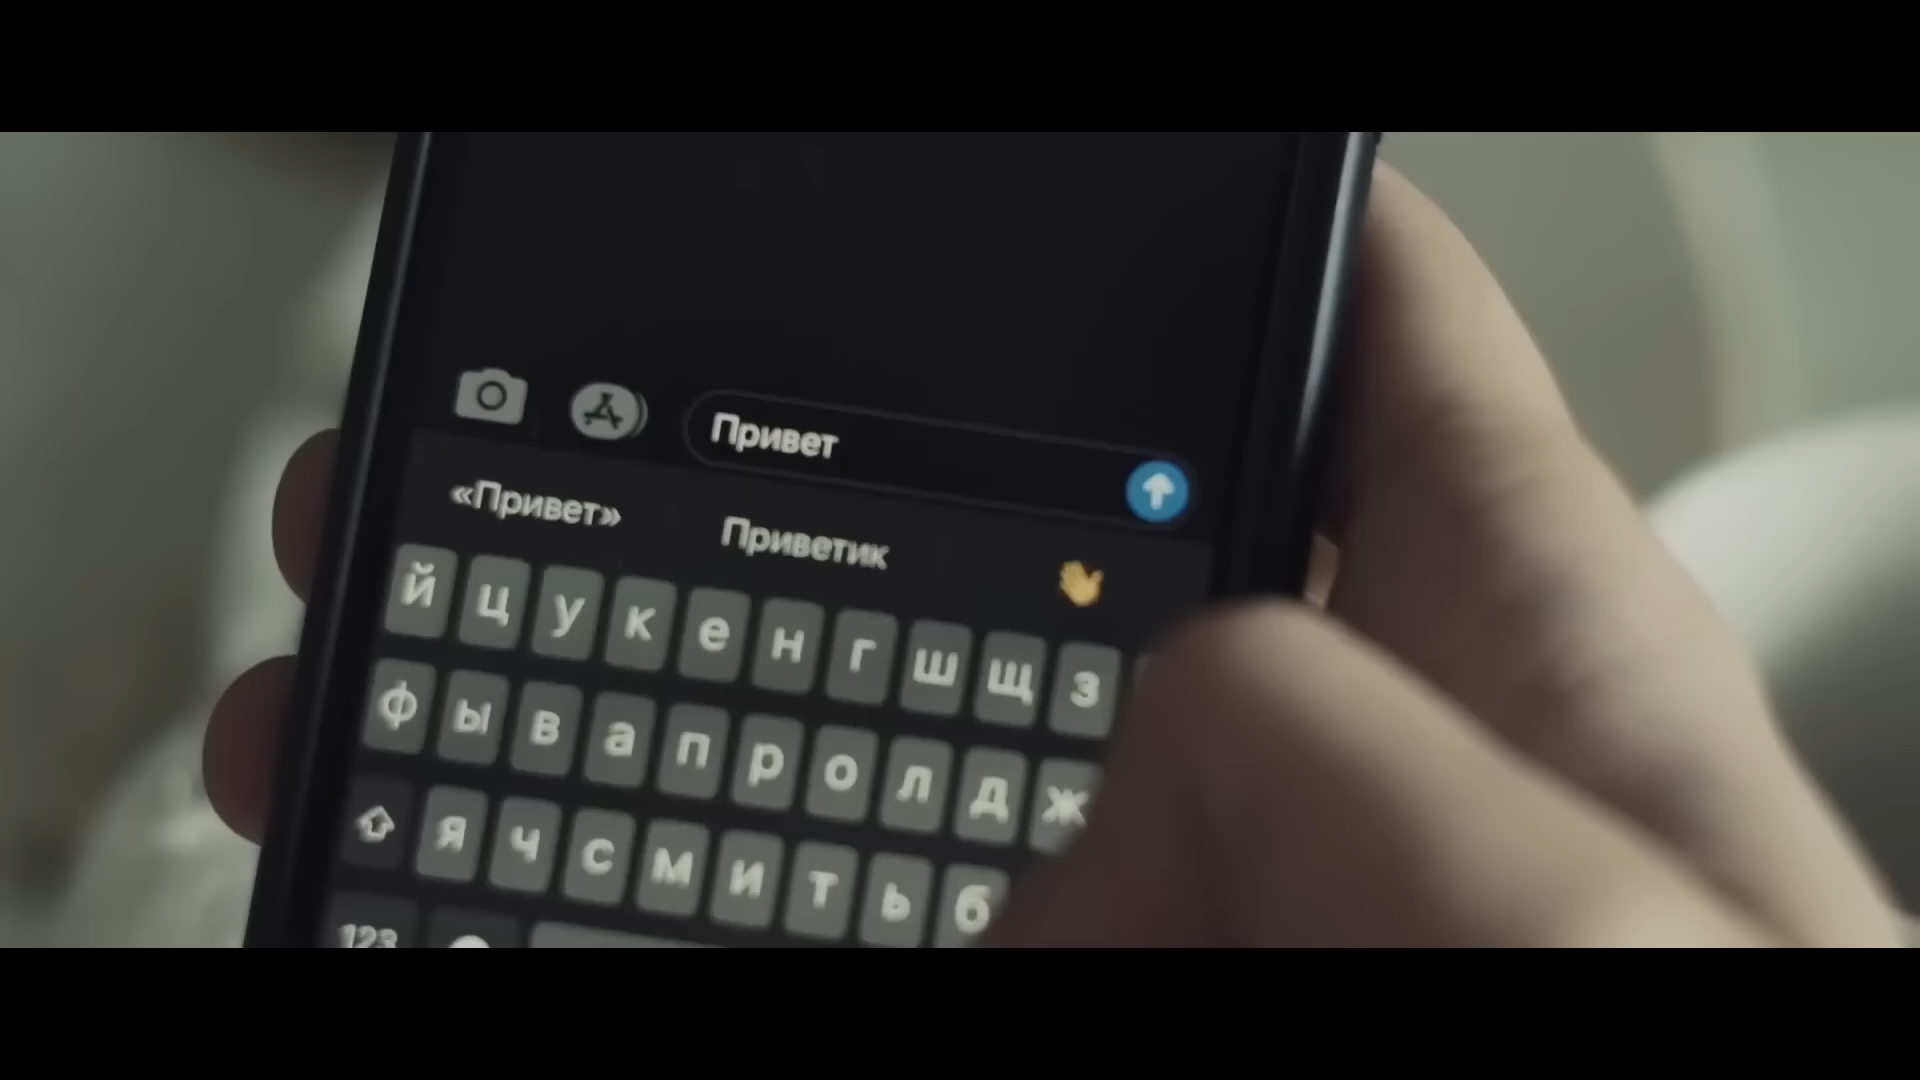 Привет
«Привет» Приветик 👋
й ц у к е н г ш щ з
ф ы в а п р о л д ж
я ч с м и т ь б
123